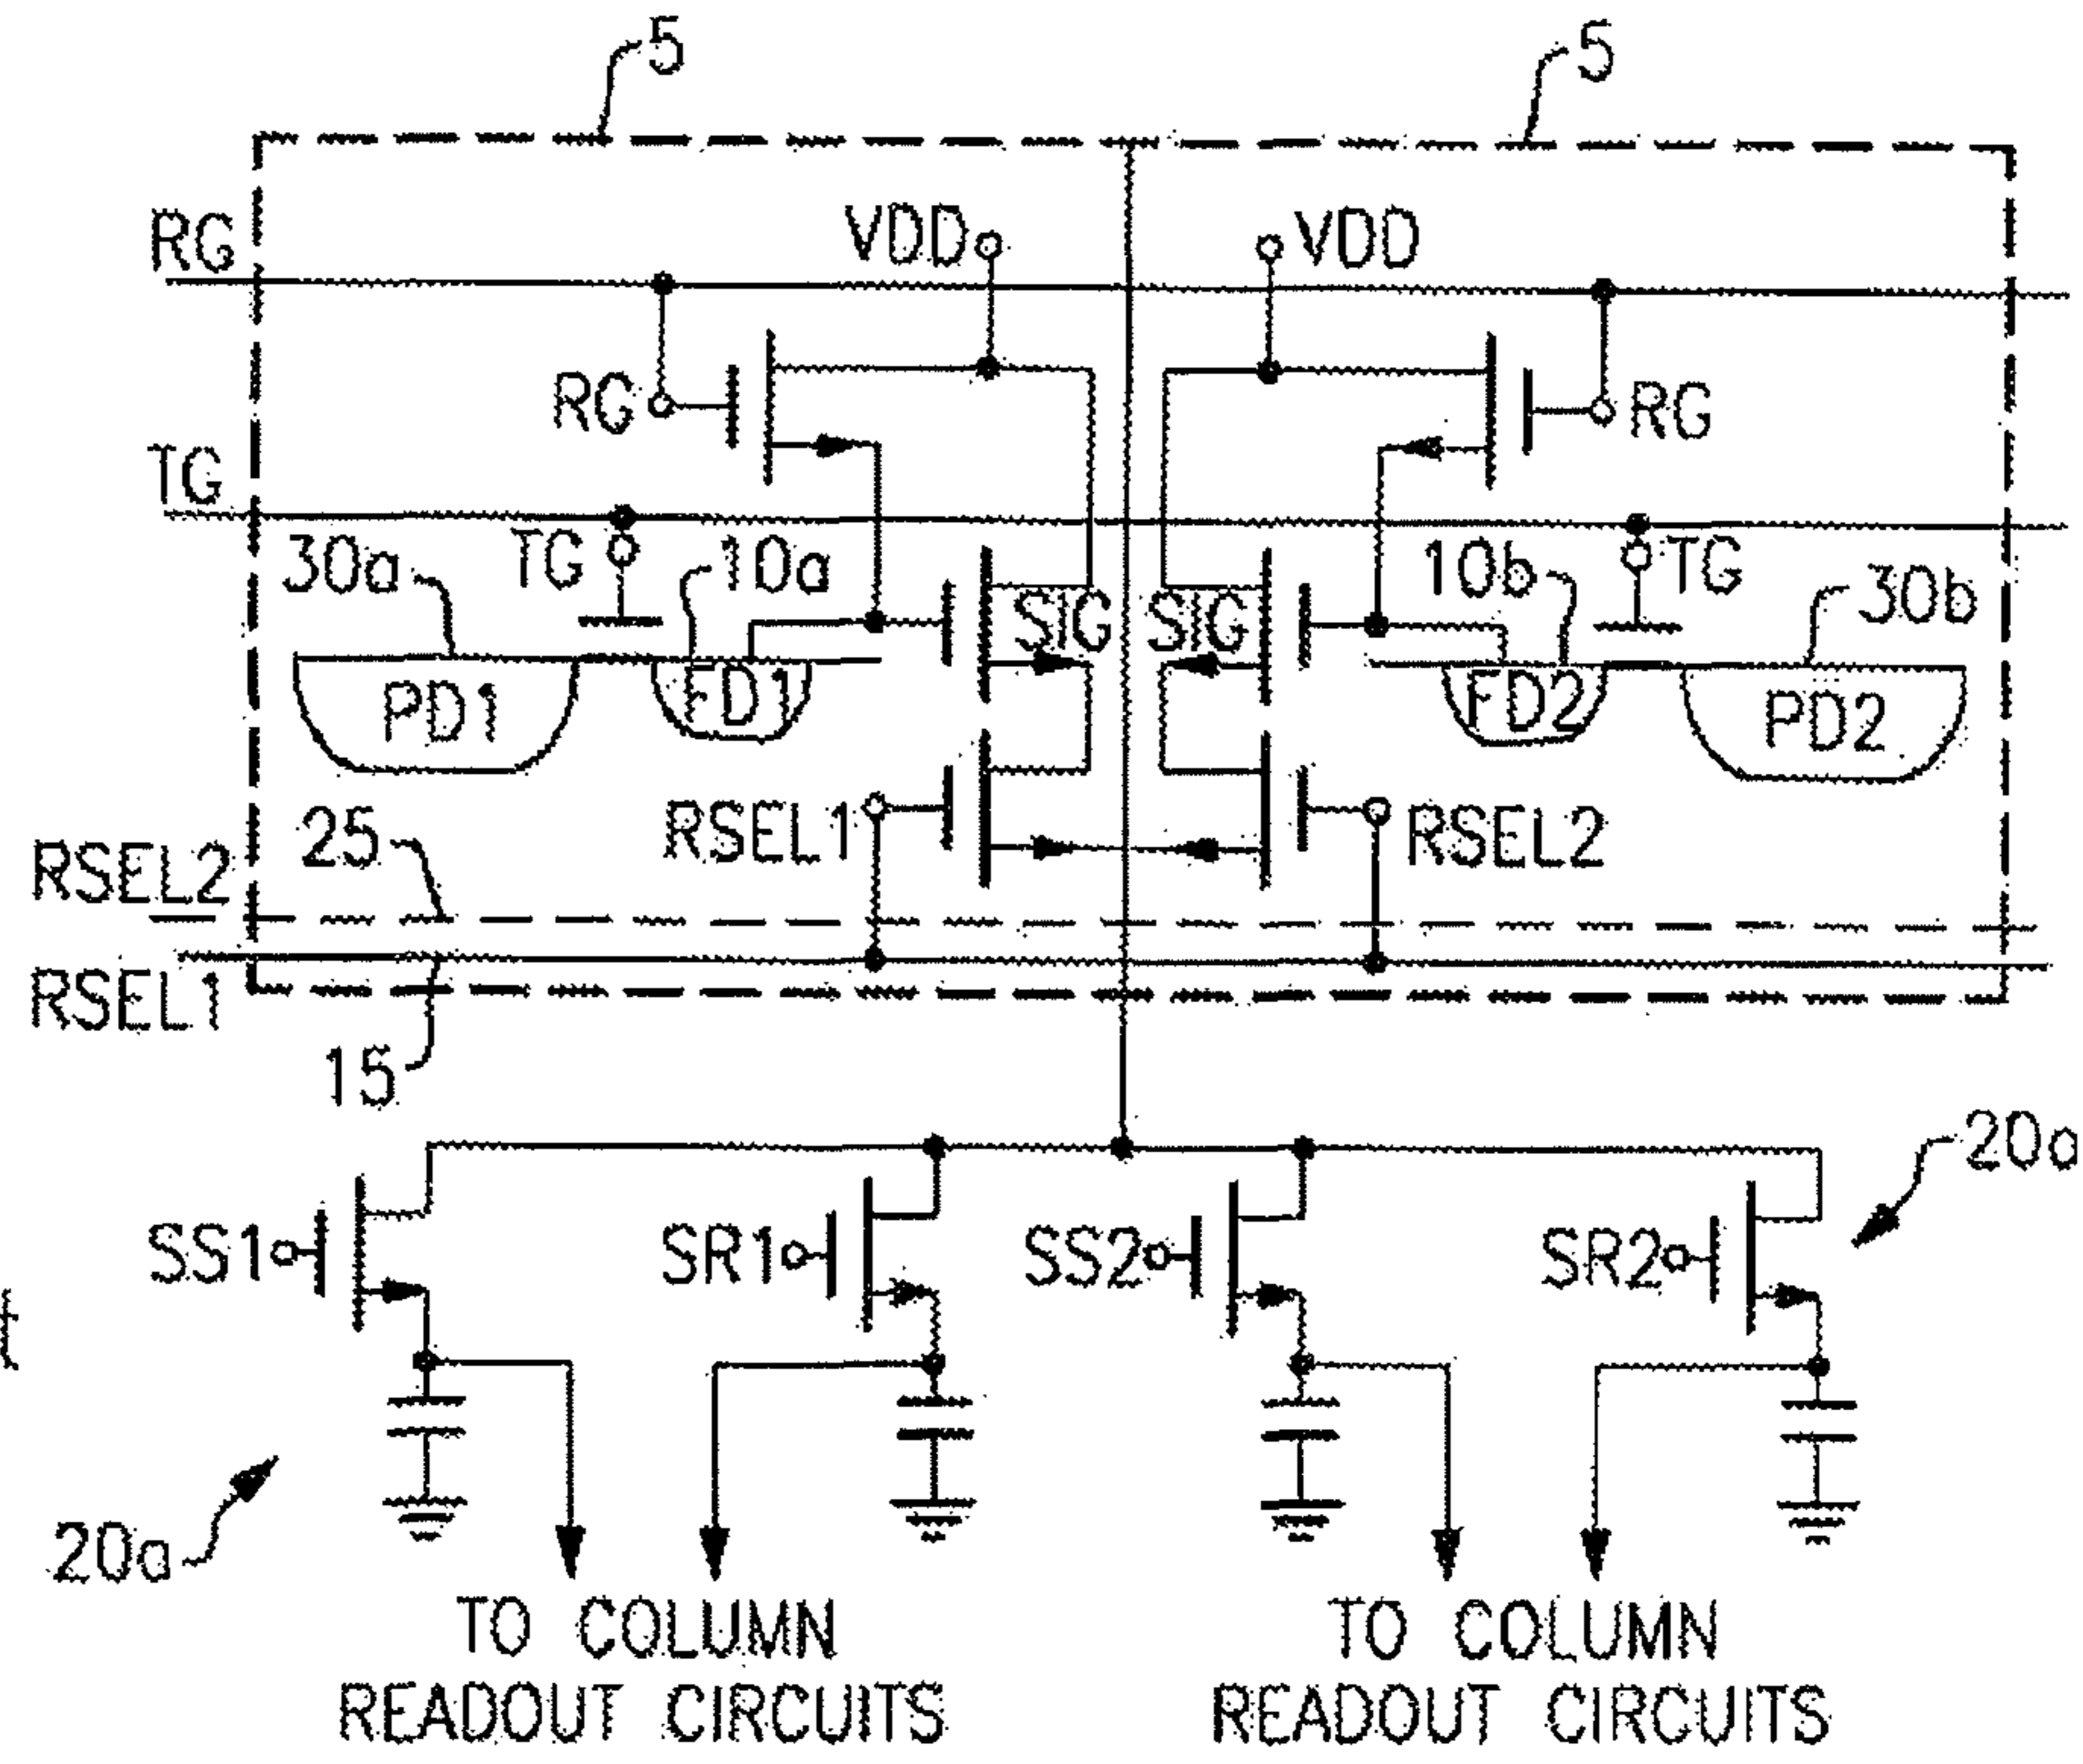 5 5
RG VDD VDD
RG RG
TG
30a TG 10a 10b TG 30b
SIG SIG
PD1 FD1 FD2 PD2
25 RSEL1 RSEL2
RSEL2
RSEL1
15
20a
SS1 SR1 SS2 SR2
t
20a
TO COLUMN TO COLUMN
READOUT CIRCUITS READOUT CIRCUITS